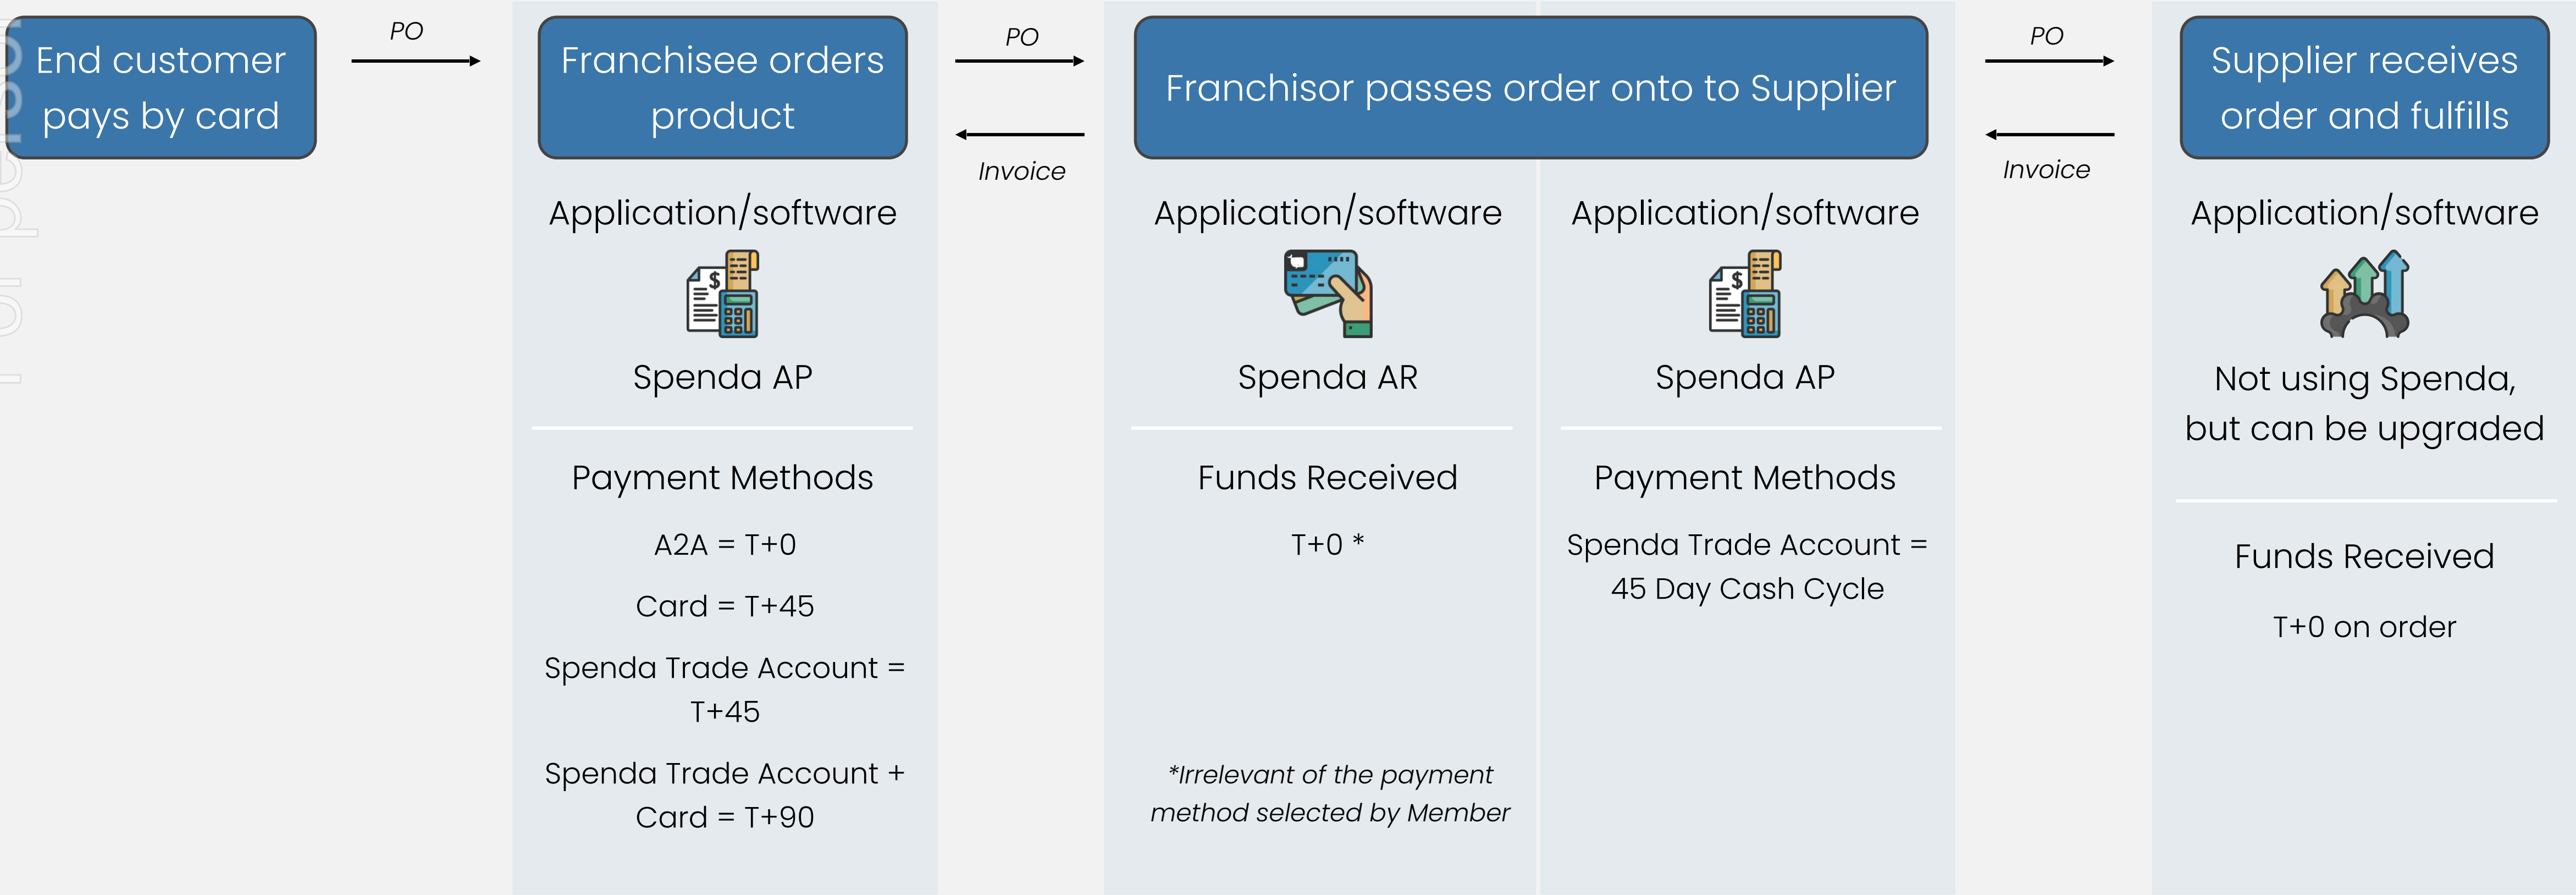 End customer
pays by card
PO
Franchisee orders
product
PO
Invoice
Franchisor passes order onto to Supplier
PO
Invoice
Supplier receives
order and fulfills
Application/software
$
Spenda AP
Payment Methods
A2A = T+0
Card = T+45
Spenda Trade Account =
T+45
Spenda Trade Account +
Card = T+90
Application/software
Spenda AR
Funds Received
T+0 *
*Irrelevant of the payment
method selected by Member
Application/software
$
Spenda AP
Payment Methods
Spenda Trade Account =
45 Day Cash Cycle
Application/software
Not using Spenda,
but can be upgraded
Funds Received
T+0 on order